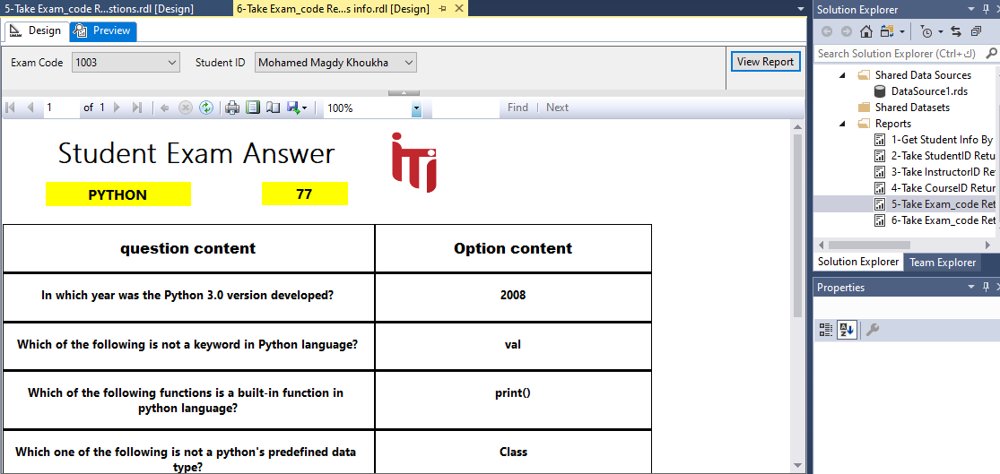 5-Take Exam_code R...stions.rdl [Design]
6-Take Exam_code Re...s info.rdl [Design]
Design
Preview
Exam Code
1003
Student ID
Mohamed Magdy Khoukha
View Report
1
of 1
100%
Find | Next
Student Exam Answer
iTi
PYTHON
77
question content
Option content
In which year was the Python 3.0 version developed?
2008
Which of the following is not a keyword in Python language?
val
Which of the following functions is a built-in function in
python language?
print()
Which one of the following is not a python's predefined data
type?
Class
Solution Explorer
Search Solution Explorer (Ctrl+ك)
Shared Data Sources
DataSource1.rds
Shared Datasets
Reports
1-Get Student Info By
2-Take StudentID Retu
3-Take InstructorID Re
4-Take CourseID Retur
5-Take Exam_code Ret
6-Take Exam_code Ret
Solution Explorer
Team Explorer
Properties